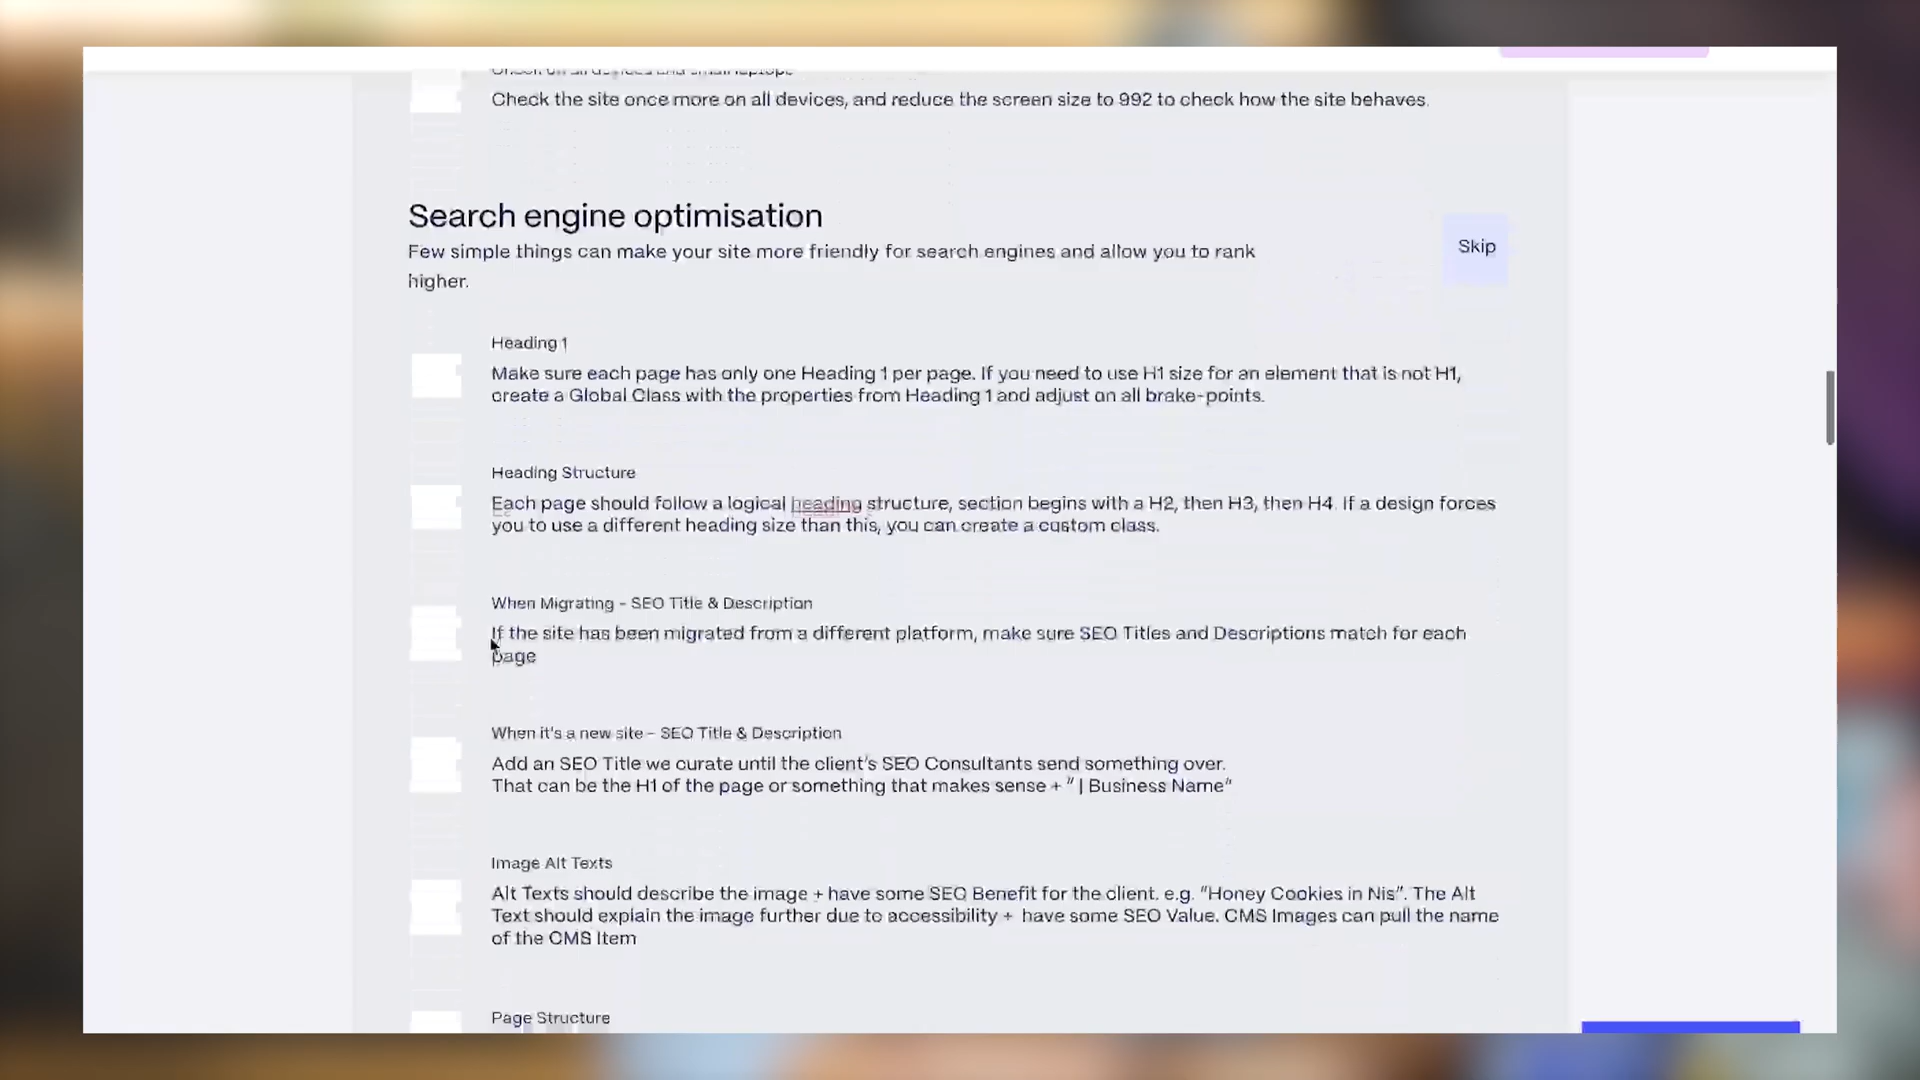 Check the site once more on all devices, and reduce the screen size to 992 to check how the site behaves.
Search engine optimisation
Few simple things can make your site more friendly for search engines and allow you to rank
higher.
Skip
Heading 1
Make sure each page has only one Heading 1 per page. If you need to use H1 size for an element that is not H1,
create a Global Class with the properties from Heading 1 and adjust on all brake-points.
Heading Structure
Each page should follow a logical heading structure, section begins with a H2, then H3, then H4. If a design forces
you to use a different heading size than this, you can create a custom class.
When Migrating - SEO Title & Description
If the site has been migrated from a different platform, make sure SEO Titles and Descriptions match for each
page
When it's a new site - SEO Title & Description
Add an SEO Title we curate until the client's SEO Consultants send something over.
That can be the H1 of the page or something that makes sense + " | Business Name"
Image Alt Texts
Alt Texts should describe the image + have some SEO Benefit for the client. e.g. "Honey Cookies in Nis". The Alt
Text should explain the image further due to accessibility + have some SEO Value. CMS Images can pull the name
of the CMS Item
Page Structure